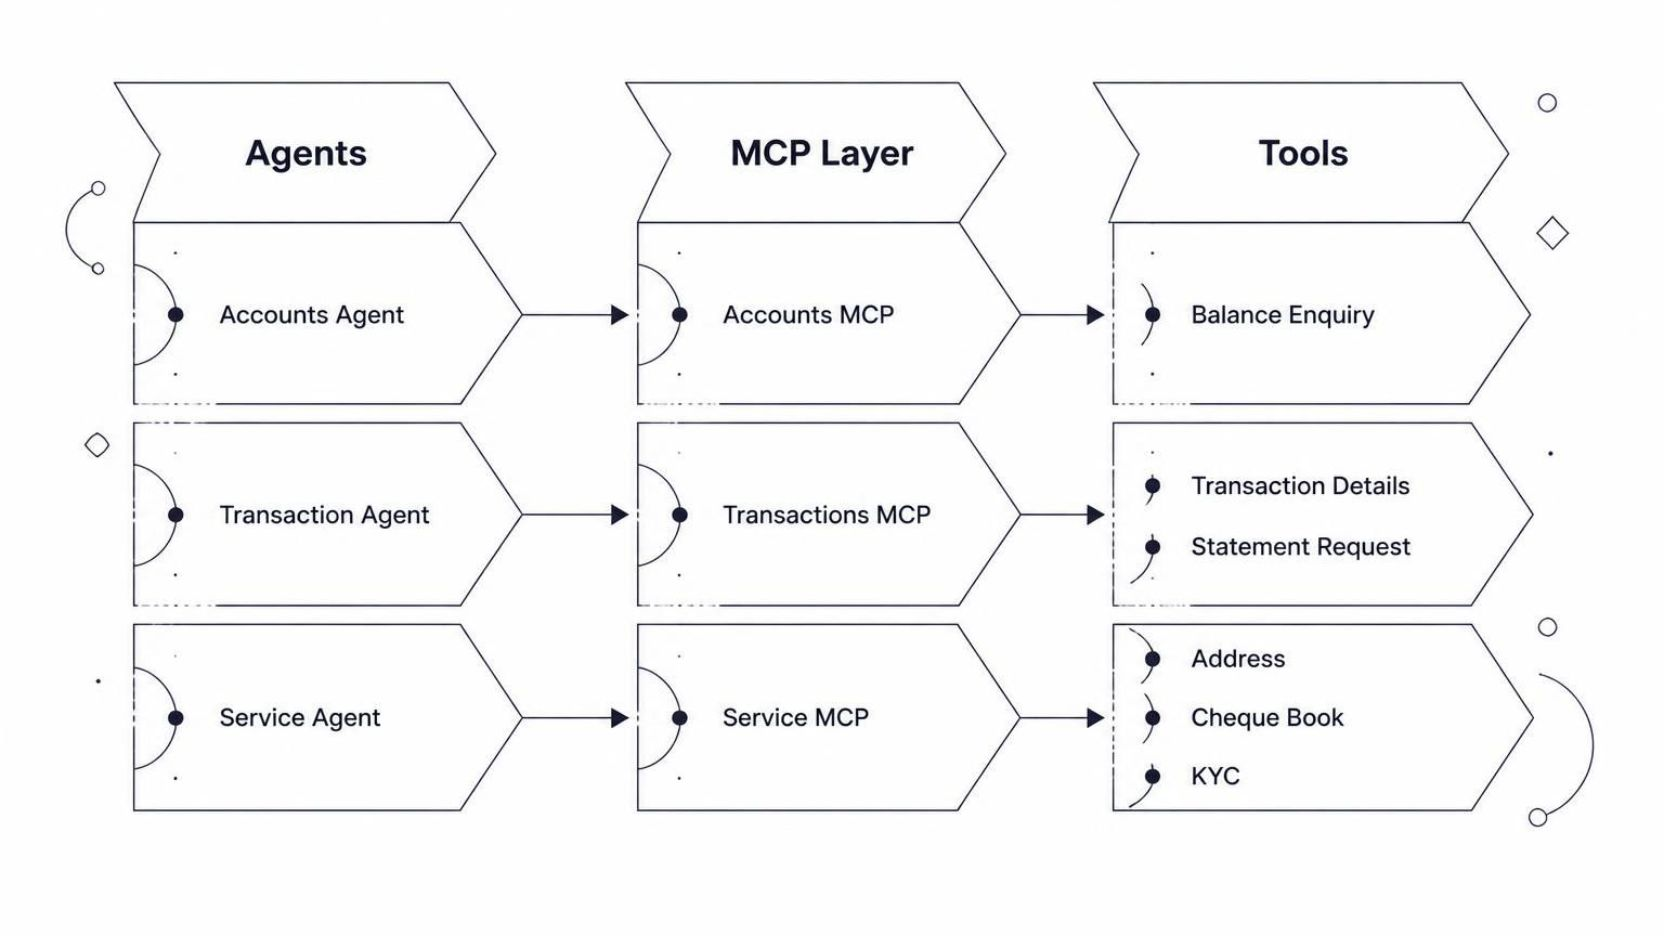 Agents
MCP Layer
Tools
Accounts Agent
Accounts MCP
Balance Enquiry
Transaction Agent
Transactions MCP
Transaction Details
Statement Request
Service Agent
Service MCP
Address
Cheque Book
KYC